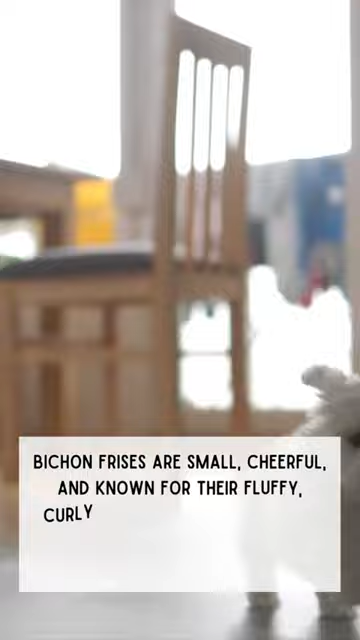 BICHON FRISES ARE SMALL, CHEERFUL,
AND KNOWN FOR THEIR FLUFFY,
CURLY